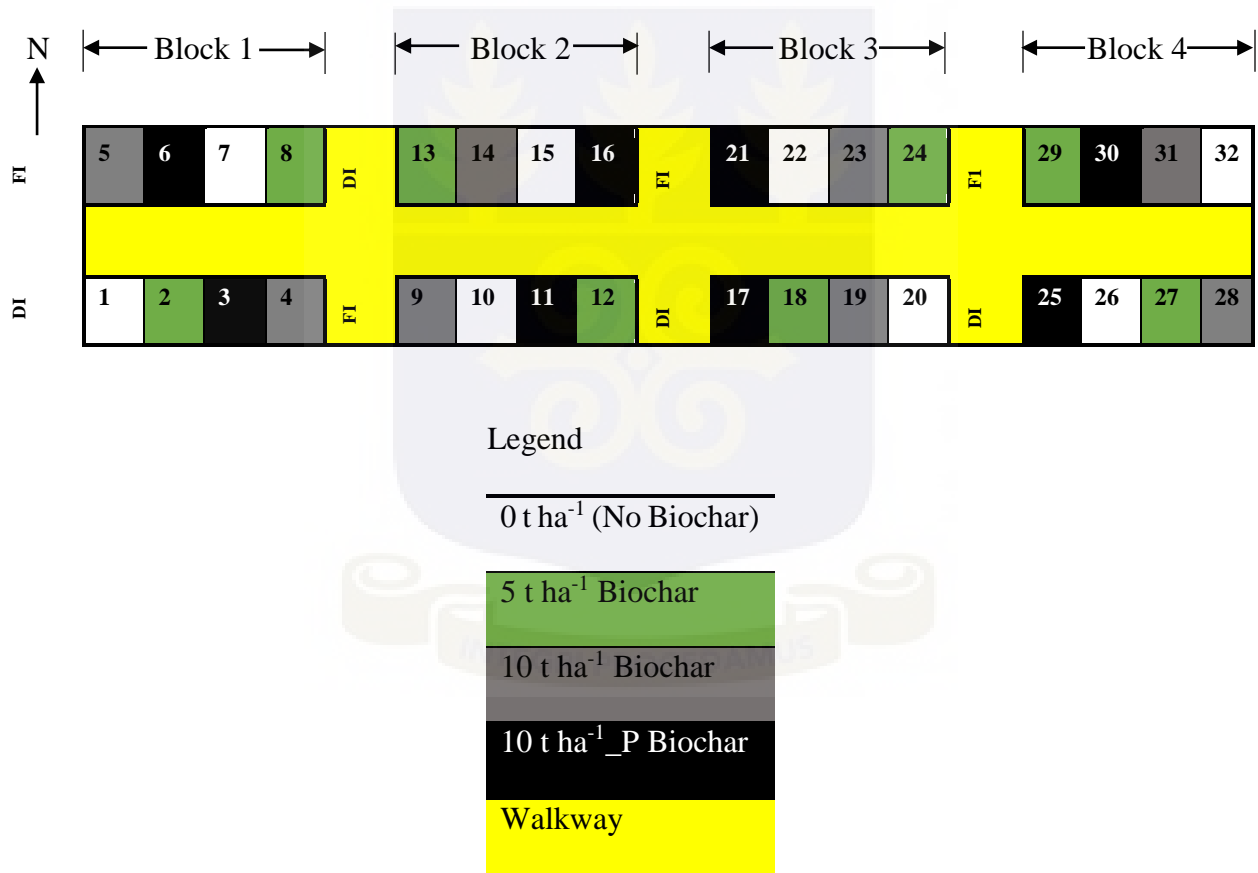 N
Block 1
Block 2
Block 3
Block 4
FI
5 6 7 8
DI
13 14 15 16
FI
21 22 23 24
F1
29 30 31 32
DI
1 2 3 4
FI
9 10 11 12
DI
17 18 19 20
DI
25 26 27 28
Legend
0 t ha⁻¹ (No Biochar)
5 t ha⁻¹ Biochar
10 t ha⁻¹ Biochar
10 t ha⁻¹_P Biochar
Walkway